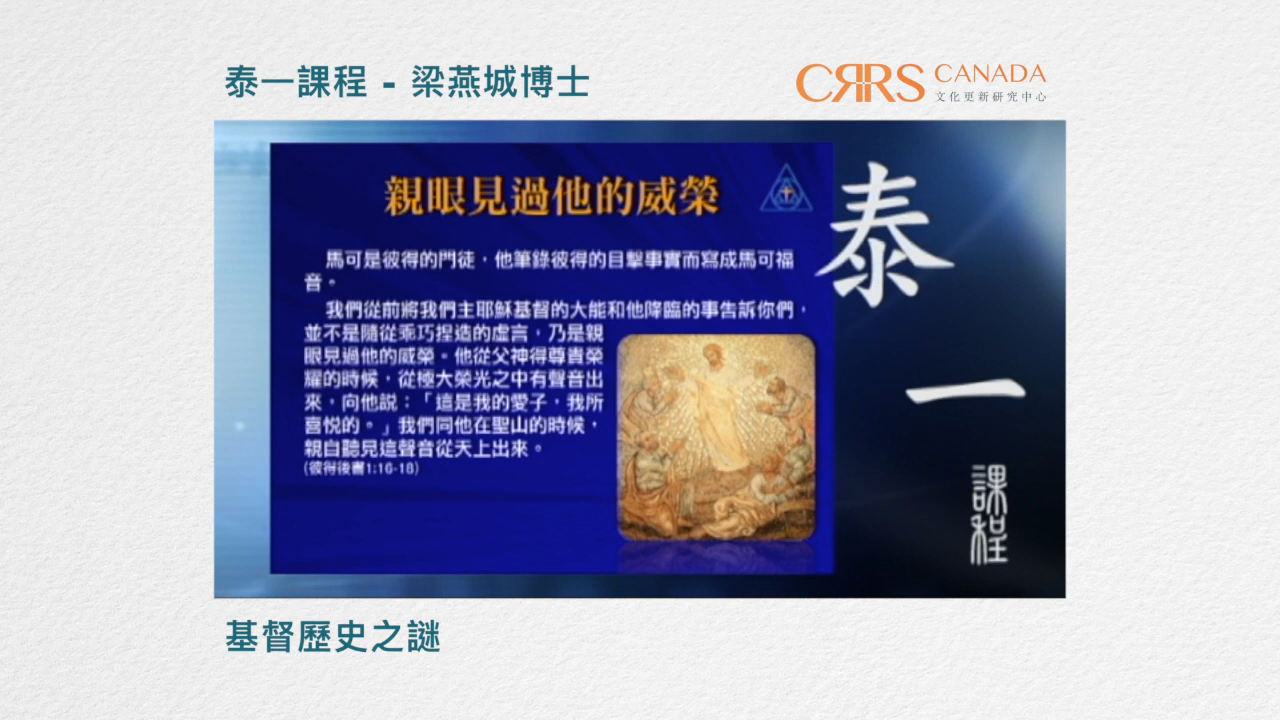 泰一課程 - 梁燕城博士
CRRS CANADA
文化更新研究中心
親眼見過他的威榮
馬可是彼得的門徒，他筆錄彼得的目擊事實而寫成馬可福
音。
我們從前將我們主耶穌基督的大能和他降臨的事告訴你們，
並不是隨從乖巧捏造的虛言，乃是親
眼見過他的威榮。他從父神得尊貴榮
耀的時候，從極大榮光之中有聲音出
來，向他說：「這是我的愛子，我所
喜悅的。」我們同他在聖山的時候，
親自聽見這聲音從天上出來。
(彼得後書1:16-18)
泰一
課程
基督歷史之謎